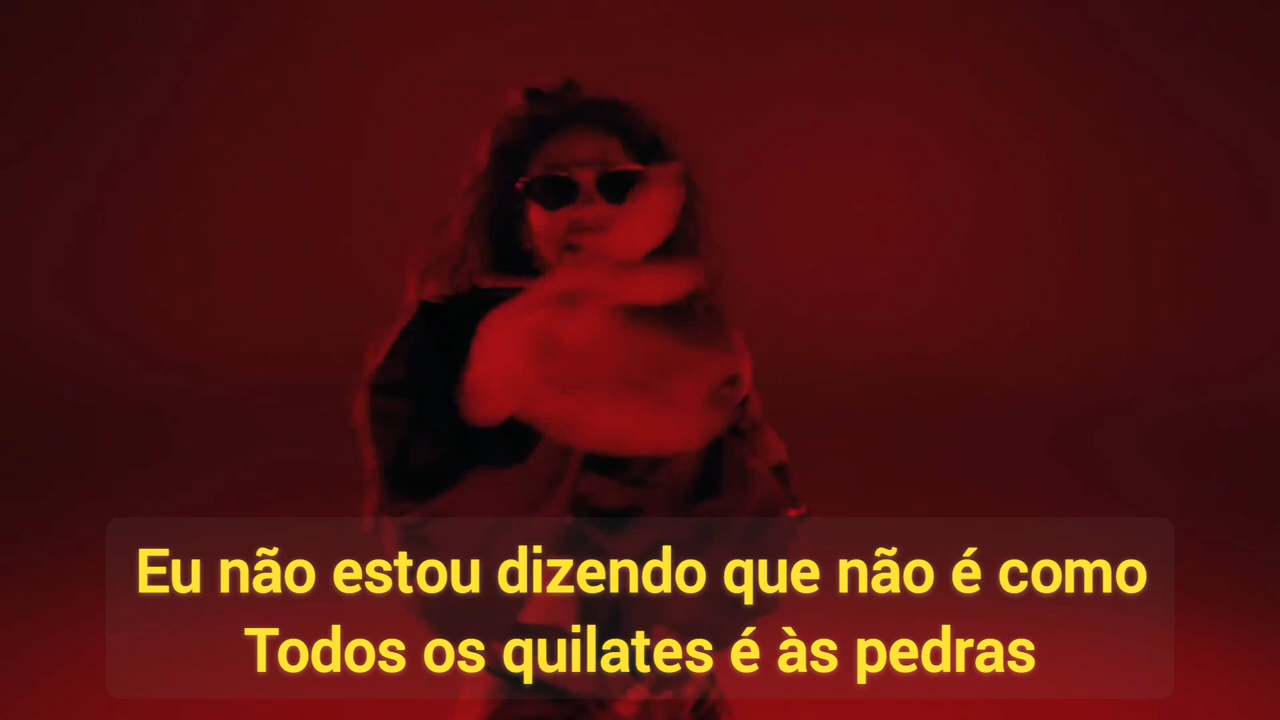 Eu não estou dizendo que não é como
Todos os quilates é às pedras